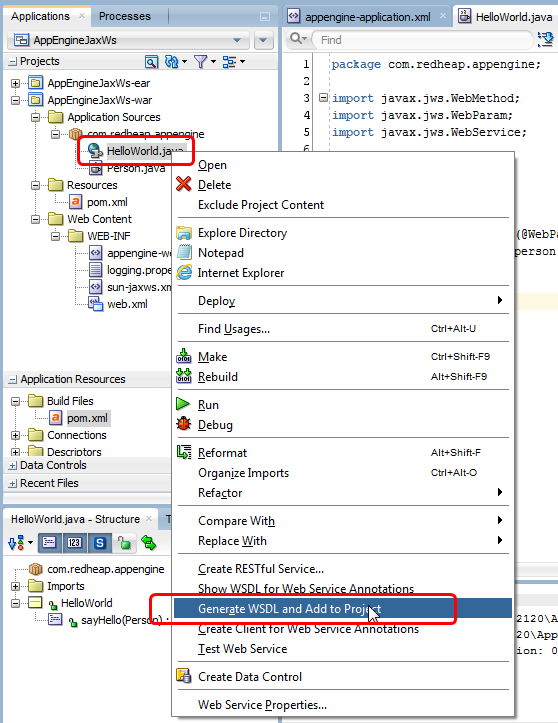 Applications
Processes
AppEngineJaxWs
Projects
AppEngineJaxWs-ear
AppEngineJaxWs-war
Application Sources
com.redheap.appengine
HelloWorld.java
Person.java
Resources
pom.xml
Web Content
WEB-INF
appengine-we
logging.prope
sun-jaxws.xm
web.xml
Application Resources
Build Files
pom.xml
Connections
Descriptors
Data Controls
Recent Files
HelloWorld.java - Structure
T
123
S
com.redheap.appengine
Imports
HelloWorld
sayHello(Person) :
appengine-application.xml
HelloWorld.java
Find
1 package com.redheap.appengine;
2
3 import javax.jws.WebMethod;
4 import javax.jws.WebParam;
5 import javax.jws.WebService;
6
(@WebPa
person
Open
Delete
Exclude Project Content
Explore Directory
Notepad
Internet Explorer
Deploy
Find Usages... Ctrl+Alt-U
Make Ctrl+Shift-F9
Rebuild Alt+Shift-F9
Run
Debug
Reformat Alt+Shift-F
Organize Imports Ctrl+Alt-O
Refactor
Compare With
Replace With
Create RESTful Service...
Show WSDL for Web Service Annotations
Generate WSDL and Add to Project
Create Client for Web Service Annotations
Test Web Service
Create Data Control
Web Service Properties...
2120\A
20\App
ion: 0